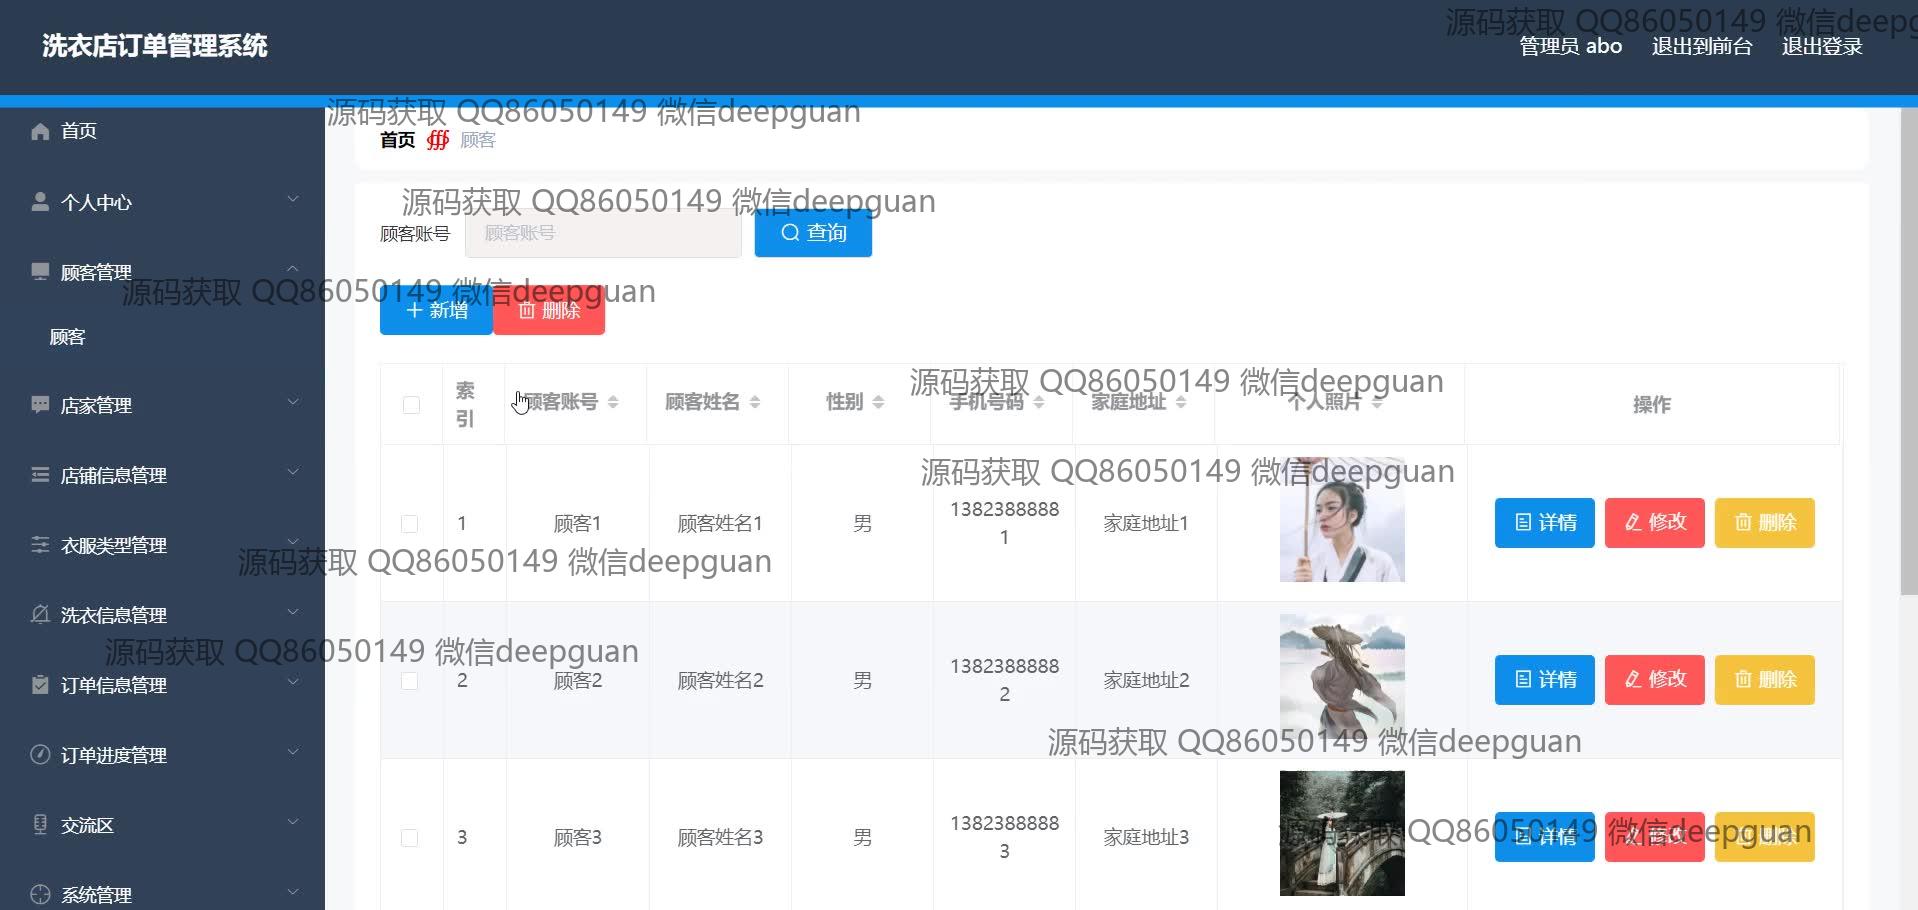 源码获取 QQ86050149 微信deepg
洗衣店订单管理系统
管理员 abo 退出到前台 退出登录
源码获取 QQ86050149 微信deepguan
首页
首页 顾客
个人中心
源码获取 QQ86050149 微信deepguan
顾客账号 顾客账号 查询
顾客管理
源码获取 QQ86050149 微信deepguan
新增 删除
顾客
源码获取 QQ86050149 微信deepguan
索引 顾客账号 顾客姓名 性别 手机号码 家庭地址 个人照片 操作
店家管理
源码获取 QQ86050149 微信deepguan
店铺信息管理
1 顾客1 顾客姓名1 男 13823888881 家庭地址1 详情 修改 删除
衣服类型管理
源码获取 QQ86050149 微信deepguan
洗衣信息管理
源码获取 QQ86050149 微信deepguan
2 顾客2 顾客姓名2 男 13823888882 家庭地址2 详情 修改 删除
订单信息管理
源码获取 QQ86050149 微信deepguan
订单进度管理
交流区
源码获取 QQ86050149 微信deepguan
3 顾客3 顾客姓名3 男 13823888883 家庭地址3 详情 修改 删除
系统管理